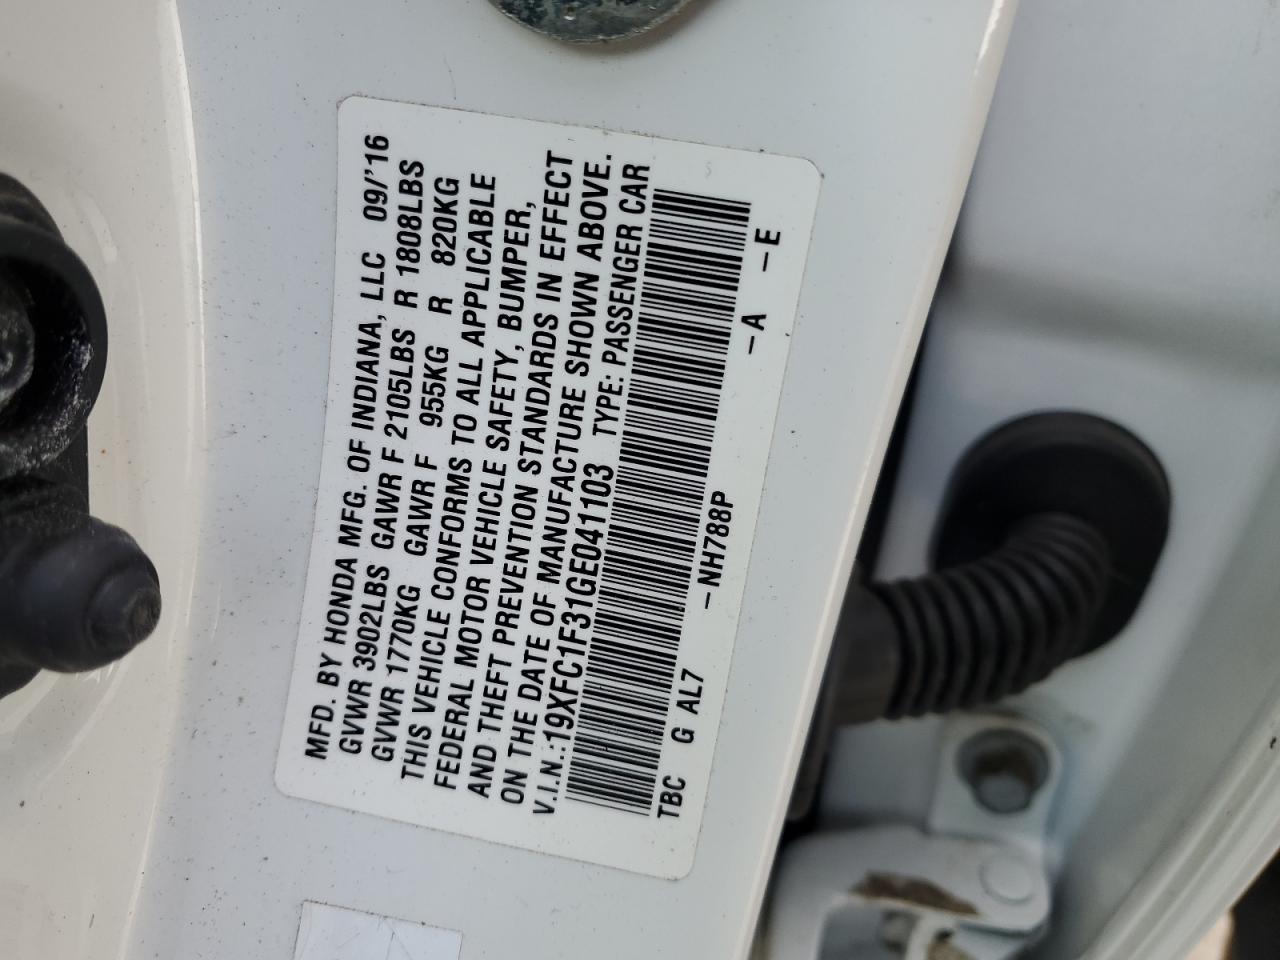 MFD. BY HONDA MFG. OF INDIANA, LLC 09/'16
GVWR 3902LBS GAWR F 2105LBS R 1808LBS
GVWR 1770KG GAWR F 955KG R 820KG
THIS VEHICLE CONFORMS TO ALL APPLICABLE
FEDERAL MOTOR VEHICLE SAFETY, BUMPER,
AND THEFT PREVENTION STANDARDS IN EFFECT
ON THE DATE OF MANUFACTURE SHOWN ABOVE.
V.I.N.:19XFC1F31GE041103 TYPE: PASSENGER CAR
TBC G AL7 -NH788P -A -E